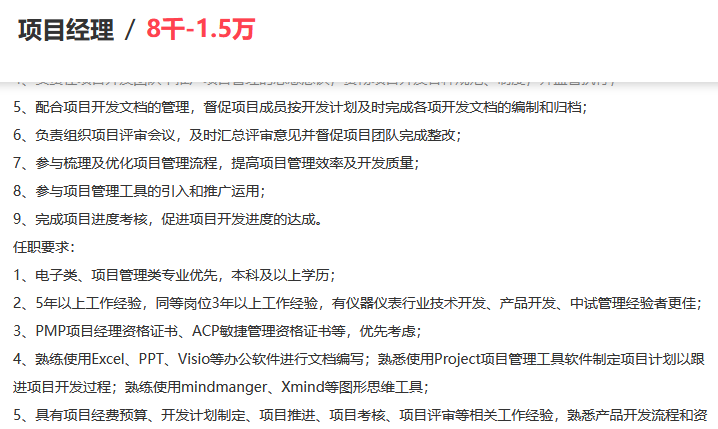 项目经理 / 8千-1.5万
5、配合项目开发文档的管理，督促项目成员按开发计划及时完成各项开发文档的编制和归档；
6、负责组织项目评审会议，及时汇总评审意见并督促项目团队完成整改；
7、参与梳理及优化项目管理流程，提高项目管理效率及开发质量；
8、参与项目管理工具的引入和推广运用；
9、完成项目进度考核，促进项目开发进度的达成。
任职要求：
1、电子类、项目管理类专业优先，本科及以上学历；
2、5年以上工作经验，同等岗位3年以上工作经验，有仪器仪表行业技术开发、产品开发、中试管理经验者更佳；
3、PMP项目经理资格证书、ACP敏捷管理资格证书等，优先考虑；
4、熟练使用Excel、PPT、Visio等办公软件进行文档编写；熟悉使用Project项目管理工具软件制定项目计划以跟
进项目开发过程；熟练使用mindmanger、Xmind等图形思维工具；
5、具有项目经费预算、开发计划制定、项目推进、项目考核、项目评审等相关工作经验，熟悉产品开发流程和资